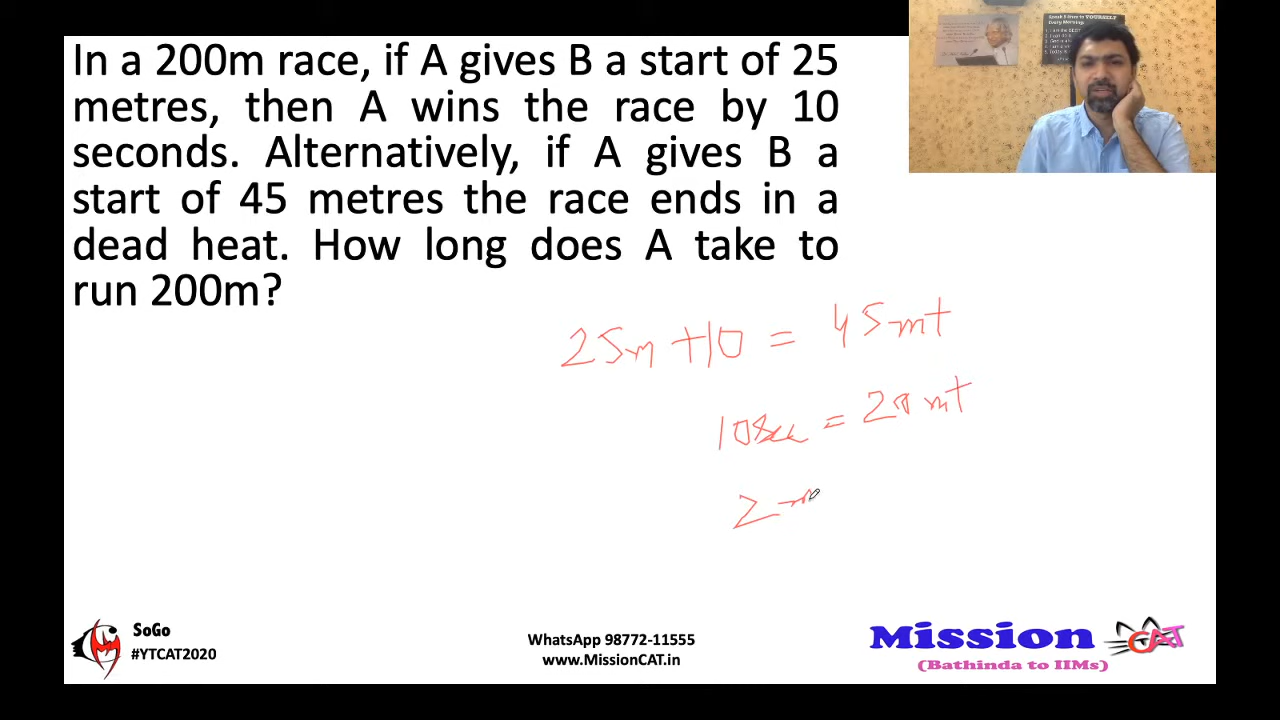 In a 200m race, if A gives B a start of 25
metres, then A wins the race by 10
seconds. Alternatively, if A gives B a
start of 45 metres the race ends in a
dead heat. How long does A take to
run 200m?
25m + 10 = 45 mt
10 sec = 20 mt
2 m
SoGo
#YTCAT2020
WhatsApp 98772-11555
www.MissionCAT.in
Mission CAT
(Bathinda to IIMs)